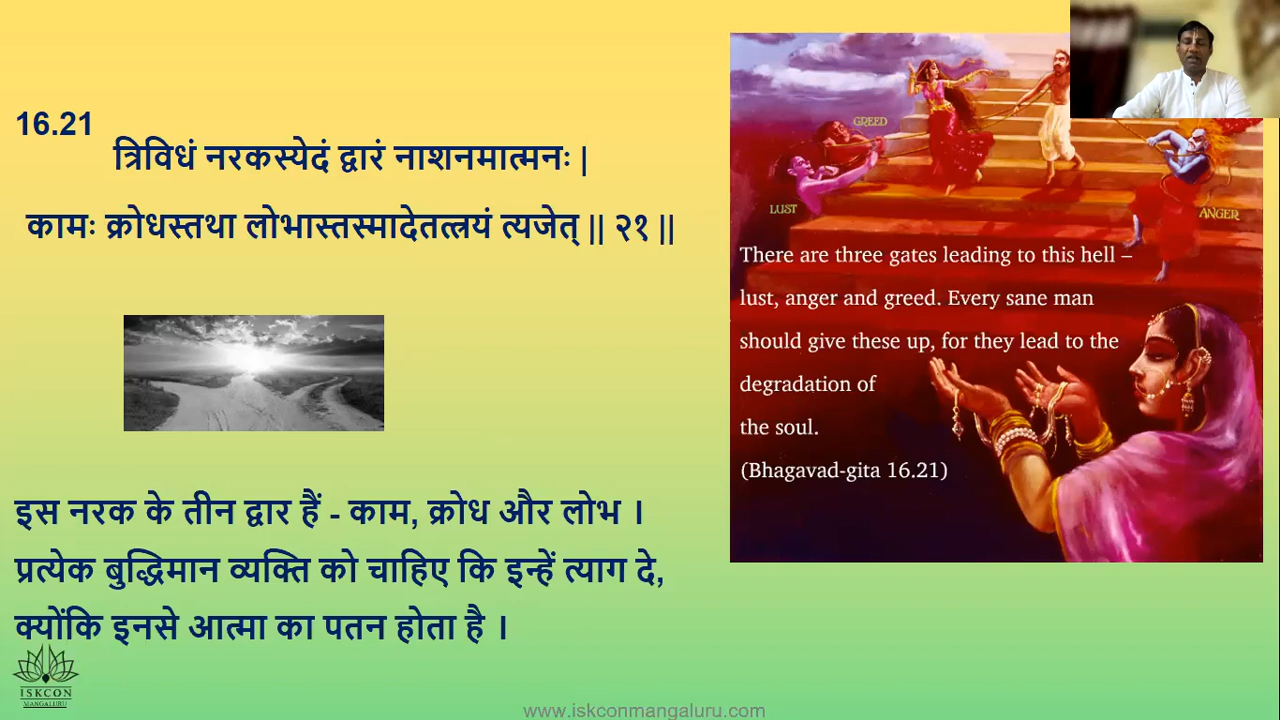 16.21
त्रिविधं नरकस्येदं द्वारं नाशनमात्मनः |
कामः क्रोधस्तथा लोभास्तस्मादेतत्त्रयं त्यजेत् || २१ ||
GREED
LUST
ANGER
There are three gates leading to this hell –
lust, anger and greed. Every sane man
should give these up, for they lead to the
degradation of
the soul.
(Bhagavad-gita 16.21)
इस नरक के तीन द्वार हैं - काम, क्रोध और लोभ ।
प्रत्येक बुद्धिमान व्यक्ति को चाहिए कि इन्हें त्याग दे,
क्योंकि इनसे आत्मा का पतन होता है ।
ISKCON
MANGALURU
www.iskconmangaluru.com